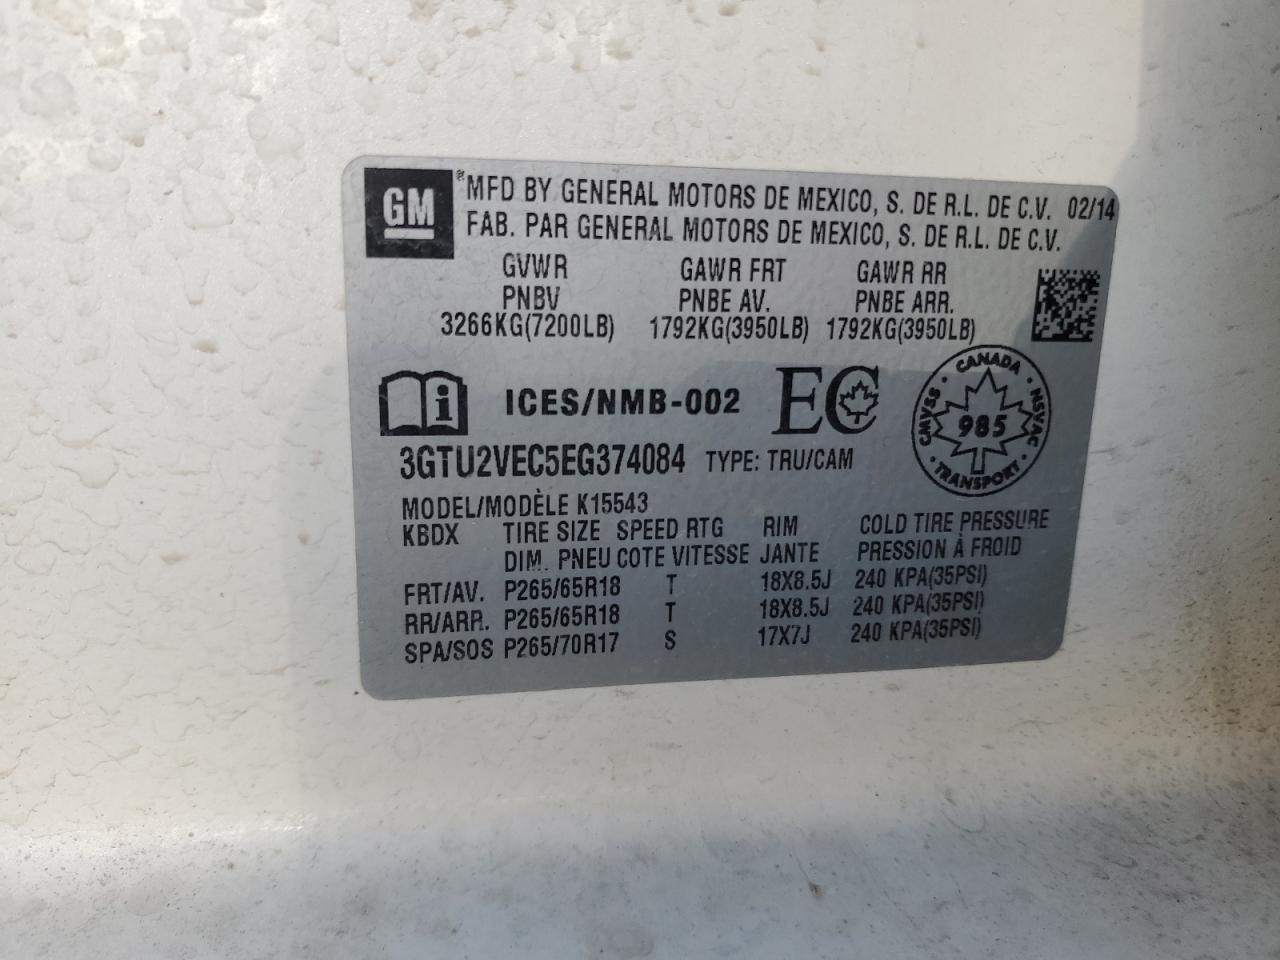 GM
MFD BY GENERAL MOTORS DE MEXICO, S. DE R.L. DE C.V. 02/14
FAB. PAR GENERAL MOTORS DE MEXICO, S. DE R.L. DE C.V.
GVWR GAWR FRT GAWR RR
PNBV PNBE AV. PNBE ARR.
3266KG(7200LB) 1792KG(3950LB) 1792KG(3950LB)
i ICES/NMB-002 EC
CANADA · NSVAC · TRANSPORT · CMVSS ·
985
3GTU2VEC5EG374084 TYPE: TRU/CAM
MODEL/MODÈLE K15543
KBDX TIRE SIZE SPEED RTG RIM COLD TIRE PRESSURE
DIM. PNEU COTE VITESSE JANTE PRESSION À FROID
FRT/AV. P265/65R18 T 18X8.5J 240 KPA(35PSI)
RR/ARR. P265/65R18 T 18X8.5J 240 KPA(35PSI)
SPA/SOS P265/70R17 S 17X7J 240 KPA(35PSI)